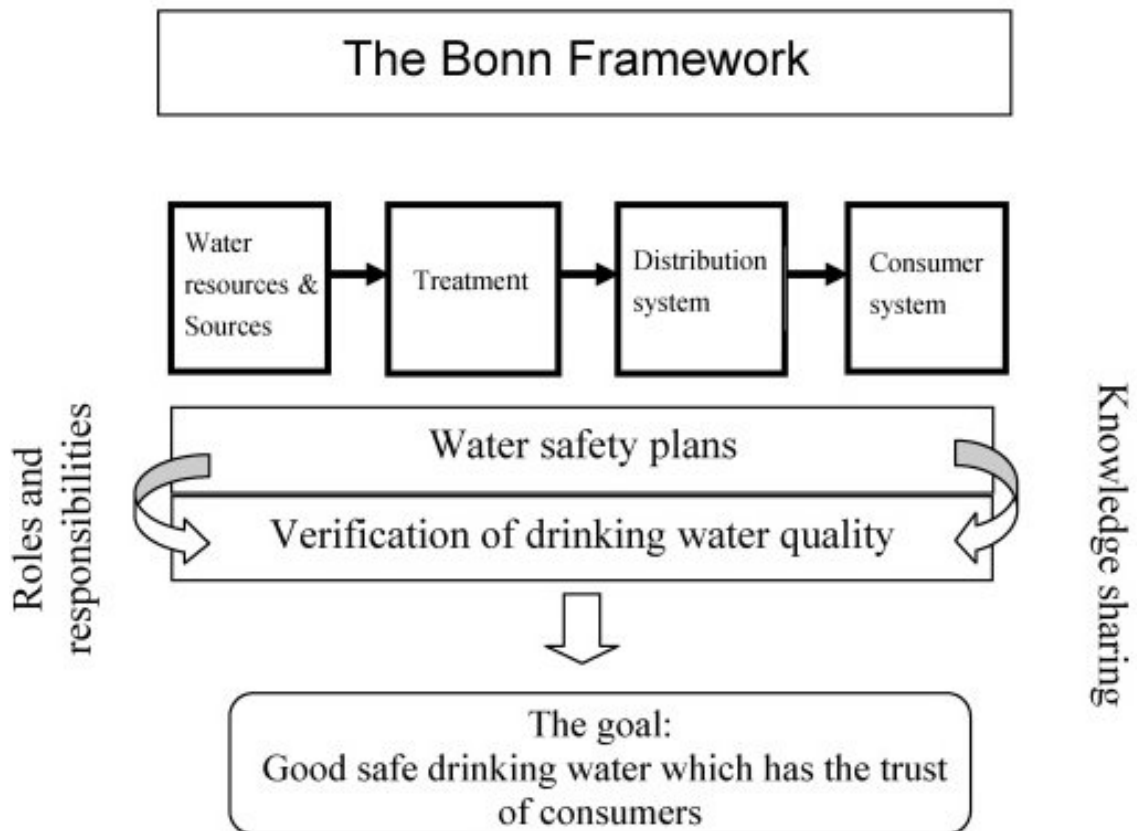 The Bonn Framework
Water
resources &
Sources
Treatment
Distribution
system
Consumer
system
Roles and
responsibilities
Water safety plans
Verification of drinking water quality
Knowledge sharing
The goal:
Good safe drinking water which has the trust
of consumers